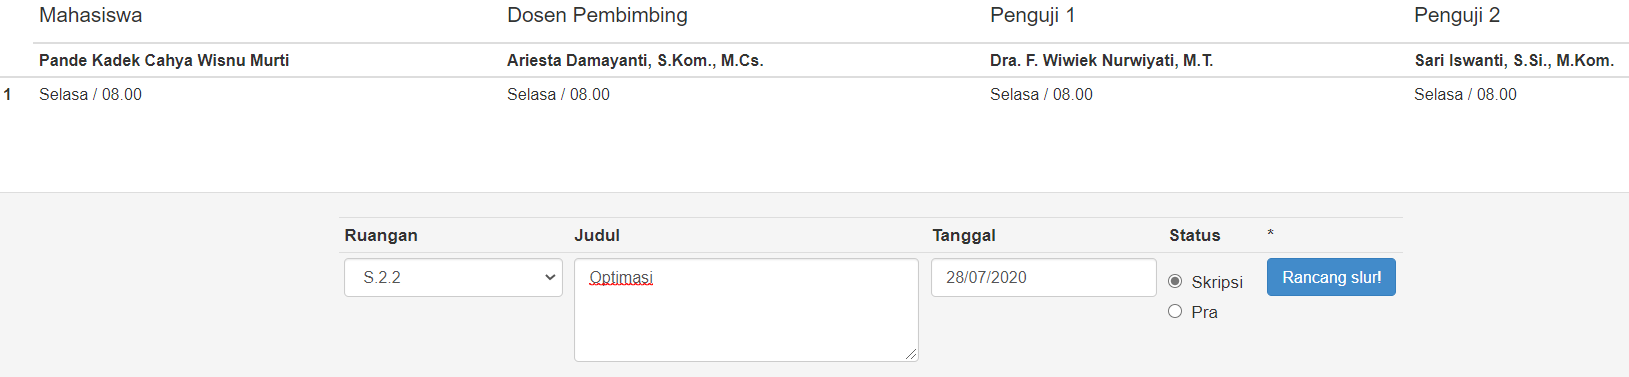 Mahasiswa Dosen Pembimbing Penguji 1 Penguji 2
Pande Kadek Cahya Wisnu Murti Ariesta Damayanti, S.Kom., M.Cs. Dra. F. Wiwiek Nurwiyati, M.T. Sari Iswanti, S.Si., M.Kom.
1 Selasa / 08.00 Selasa / 08.00 Selasa / 08.00 Selasa / 08.00
Ruangan Judul Tanggal Status *
S.2.2 Optimasi 28/07/2020 Skripsi Rancang slur!
Pra